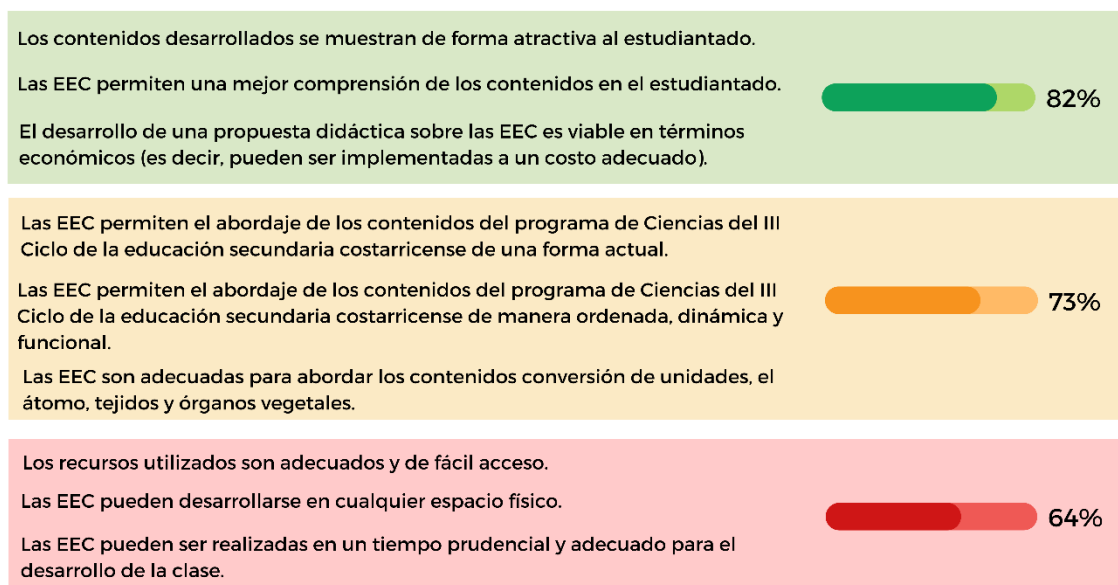 Los contenidos desarrollados se muestran de forma atractiva al estudiantado.
Las EEC permiten una mejor comprensión de los contenidos en el estudiantado.
82%
El desarrollo de una propuesta didáctica sobre las EEC es viable en términos
económicos (es decir, pueden ser implementadas a un costo adecuado).
Las EEC permiten el abordaje de los contenidos del programa de Ciencias del III
Ciclo de la educación secundaria costarricense de una forma actual.
Las EEC permiten el abordaje de los contenidos del programa de Ciencias del III
Ciclo de la educación secundaria costarricense de manera ordenada, dinámica y
funcional.
73%
Las EEC son adecuadas para abordar los contenidos conversión de unidades, el
átomo, tejidos y órganos vegetales.
Los recursos utilizados son adecuados y de fácil acceso.
Las EEC pueden desarrollarse en cualquier espacio físico.
64%
Las EEC pueden ser realizadas en un tiempo prudencial y adecuado para el
desarrollo de la clase.